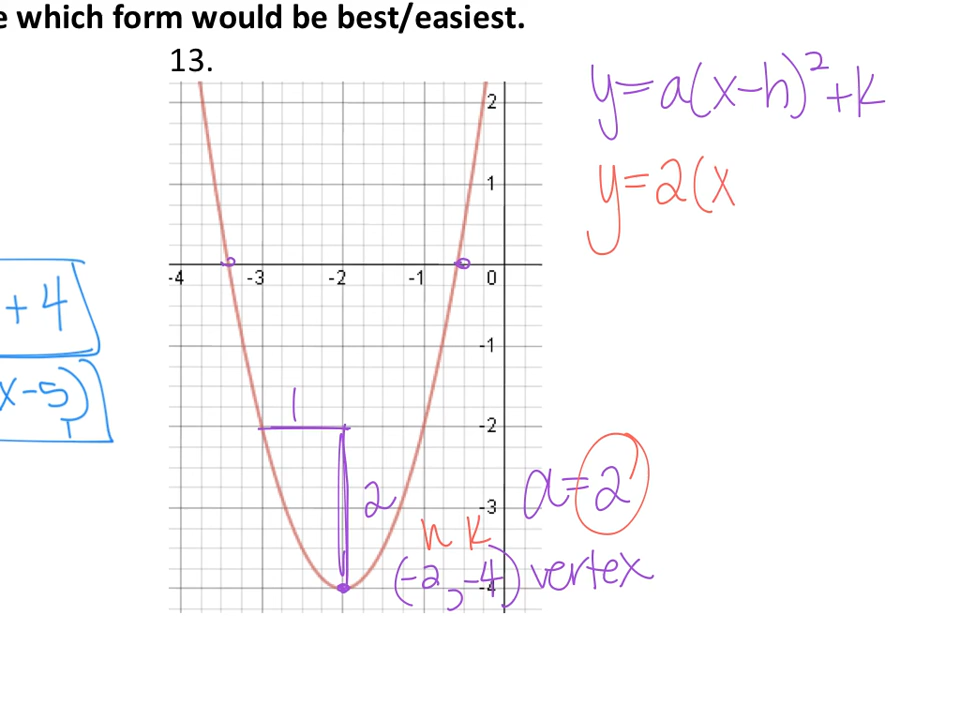 e which form would be best/easiest.
13.
y=a(x-h)²+k
2
y=2(x
1
-4 -3 -2 -1 0
+4
-1
x-5)
1
-2
2
-3
a=2
h k
(-2,-4) vertex
-4